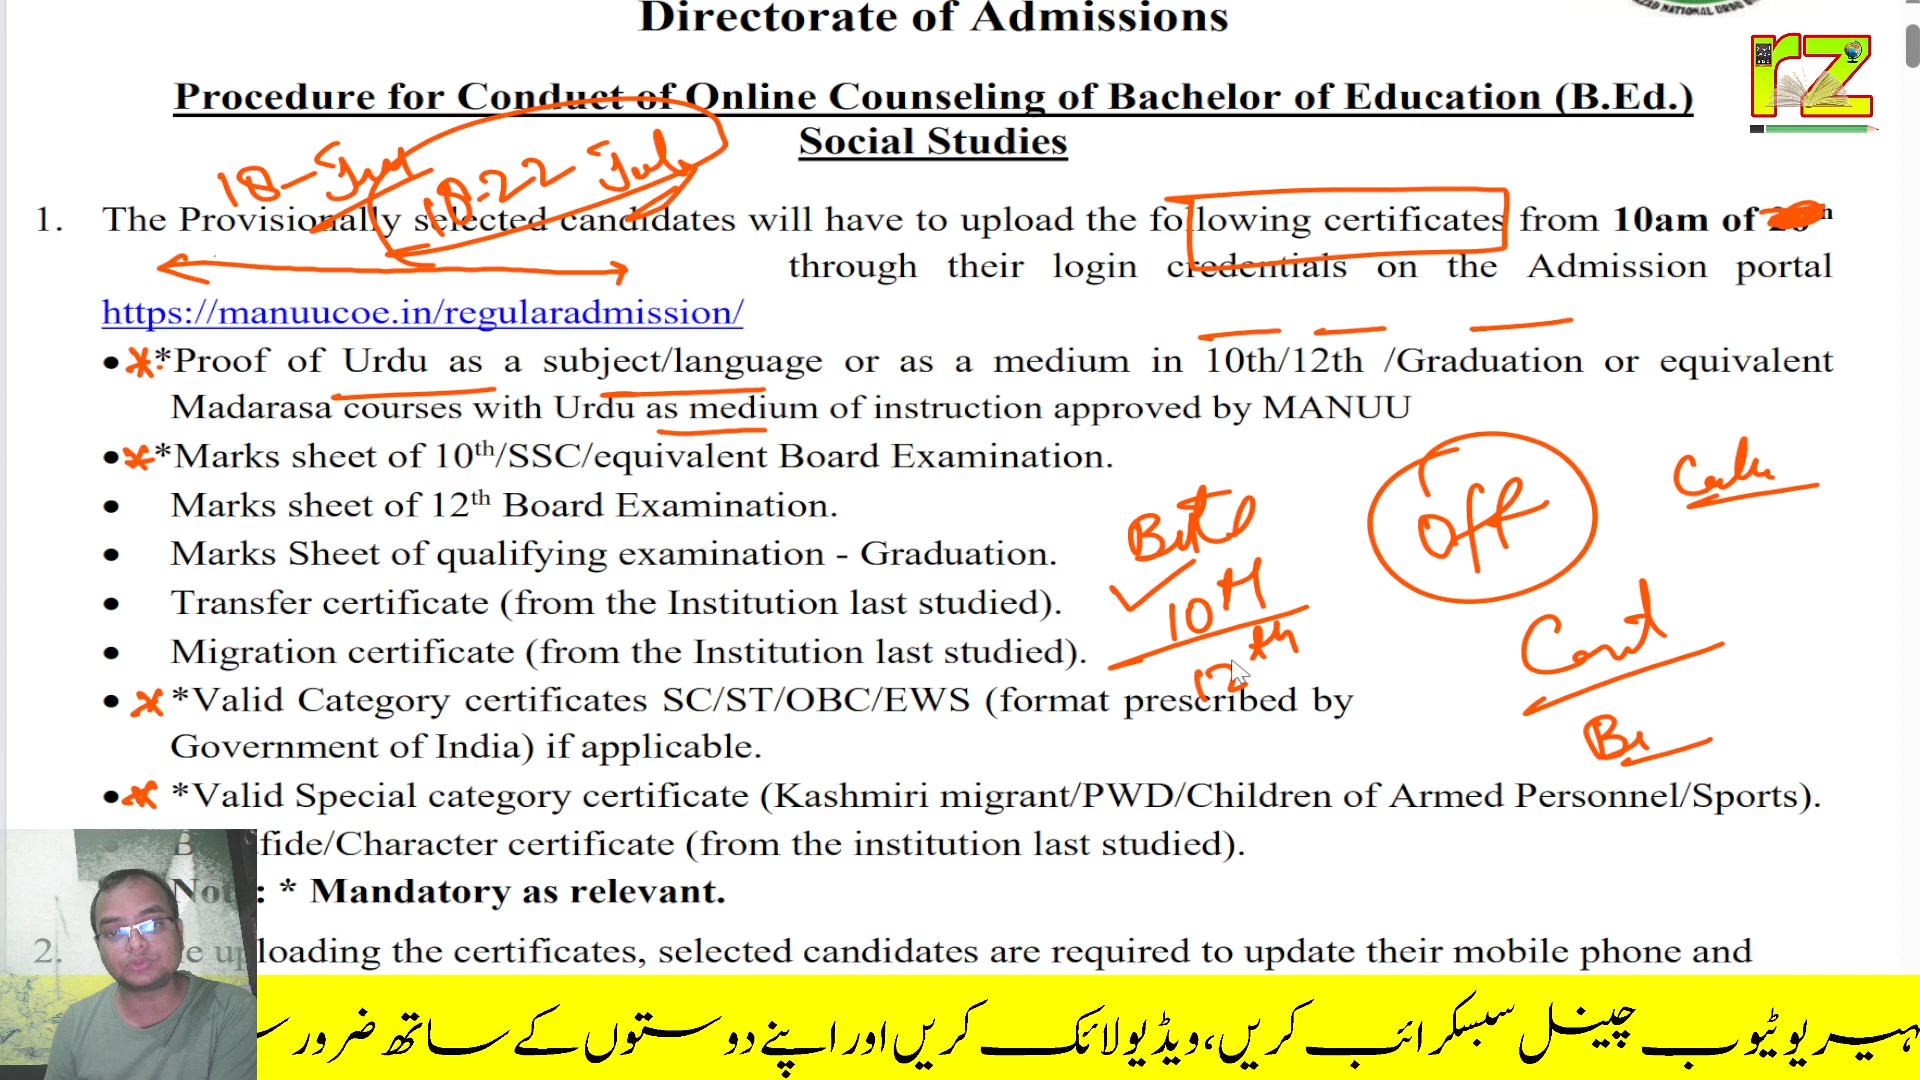 Directorate of Admissions
rz
Procedure for Conduct of Online Counseling of Bachelor of Education (B.Ed.)
Social Studies
18-
18-22 July
1. The Provisionally selected candidates will have to upload the following certificates from 10am of
through their login credentials on the Admission portal
https://manuucoe.in/regularadmission/
• *Proof of Urdu as a subject/language or as a medium in 10th/12th /Graduation or equivalent
Madarasa courses with Urdu as medium of instruction approved by MANUU
• *Marks sheet of 10th/SSC/equivalent Board Examination.
• Marks sheet of 12th Board Examination.
• Marks Sheet of qualifying examination - Graduation.
• Transfer certificate (from the Institution last studied).
• Migration certificate (from the Institution last studied).
• *Valid Category certificates SC/ST/OBC/EWS (format prescribed by
Government of India) if applicable.
• *Valid Special category certificate (Kashmiri migrant/PWD/Children of Armed Personnel/Sports).
fide/Character certificate (from the institution last studied).
: * Mandatory as relevant.
10th
12th
Off
2. uploading the certificates, selected candidates are required to update their mobile phone and
یوٹیوب چینل سبسکرائب کریں، ویڈیو لائک کریں اور اپنے دوستوں کے ساتھ ضرور